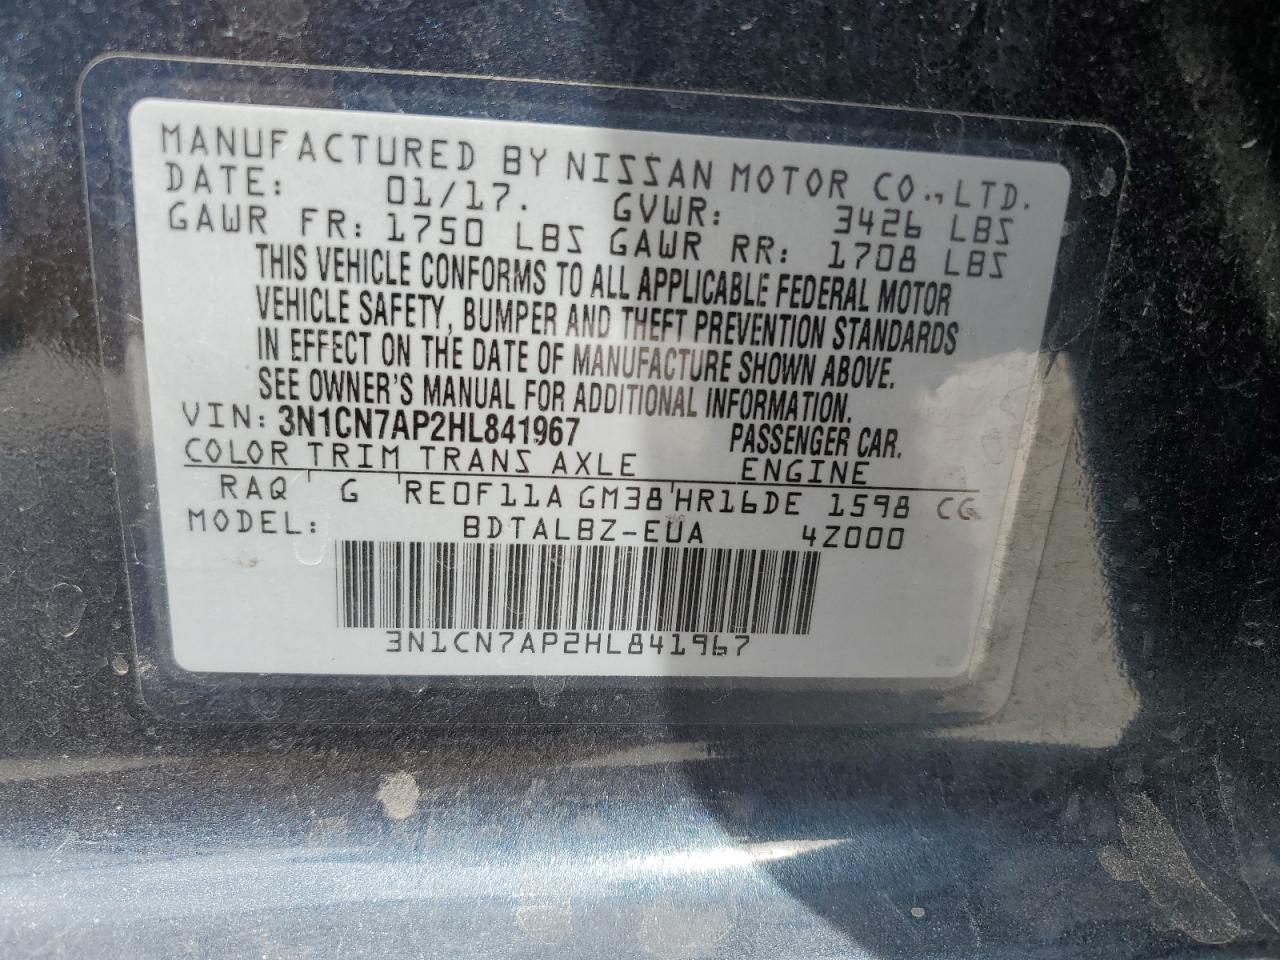 MANUFACTURED BY NISSAN MOTOR CO., LTD.
DATE: 01/17. GVWR: 3426 LBS
GAWR FR: 1750 LBS GAWR RR: 1708 LBS
THIS VEHICLE CONFORMS TO ALL APPLICABLE FEDERAL MOTOR
VEHICLE SAFETY, BUMPER AND THEFT PREVENTION STANDARDS
IN EFFECT ON THE DATE OF MANUFACTURE SHOWN ABOVE.
SEE OWNER'S MANUAL FOR ADDITIONAL INFORMATION.
VIN: 3N1CN7AP2HL841967 PASSENGER CAR.
COLOR TRIM TRANS AXLE ENGINE
RAQ G RE0F11A GM38 HR16DE 1598 CC
MODEL: BDTALBZ-EUA 4Z000
3N1CN7AP2HL841967